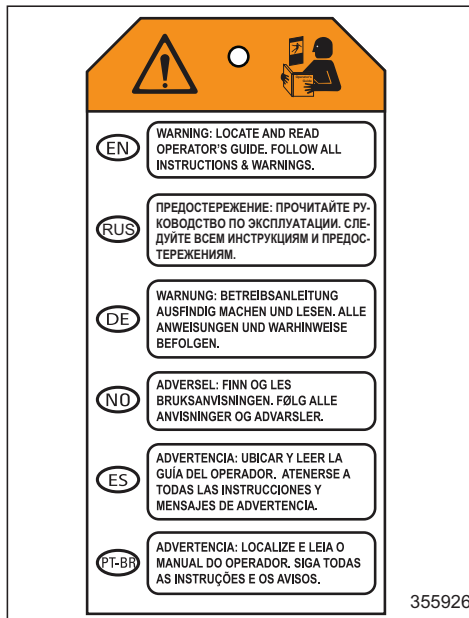 EN
WARNING: LOCATE AND READ
OPERATOR'S GUIDE. FOLLOW ALL
INSTRUCTIONS & WARNINGS.
RUS
ПРЕДОСТЕРЕЖЕНИЕ: ПРОЧИТАЙТЕ РУ-
КОВОДСТВО ПО ЭКСПЛУАТАЦИИ. СЛЕ-
ДУЙТЕ ВСЕМ ИНСТРУКЦИЯМ И ПРЕДОС-
ТЕРЕЖЕНИЯМ.
DE
WARNUNG: BETREIBSANLEITUNG
AUSFINDIG MACHEN UND LESEN. ALLE
ANWEISUNGEN UND WARHINWEISE
BEFOLGEN.
NO
ADVERSEL: FINN OG LES
BRUKSANVISNINGEN. FØLG ALLE
ANVISNINGER OG ADVARSLER.
ES
ADVERTENCIA: UBICAR Y LEER LA
GUÍA DEL OPERADOR. ATENERSE A
TODAS LAS INSTRUCCIONES Y
MENSAJES DE ADVERTENCIA.
PT-BR
ADVERTENCIA: LOCALIZE E LEIA O
MANUAL DO OPERADOR. SIGA TODAS
AS INSTRUÇÕES E OS AVISOS.
355926